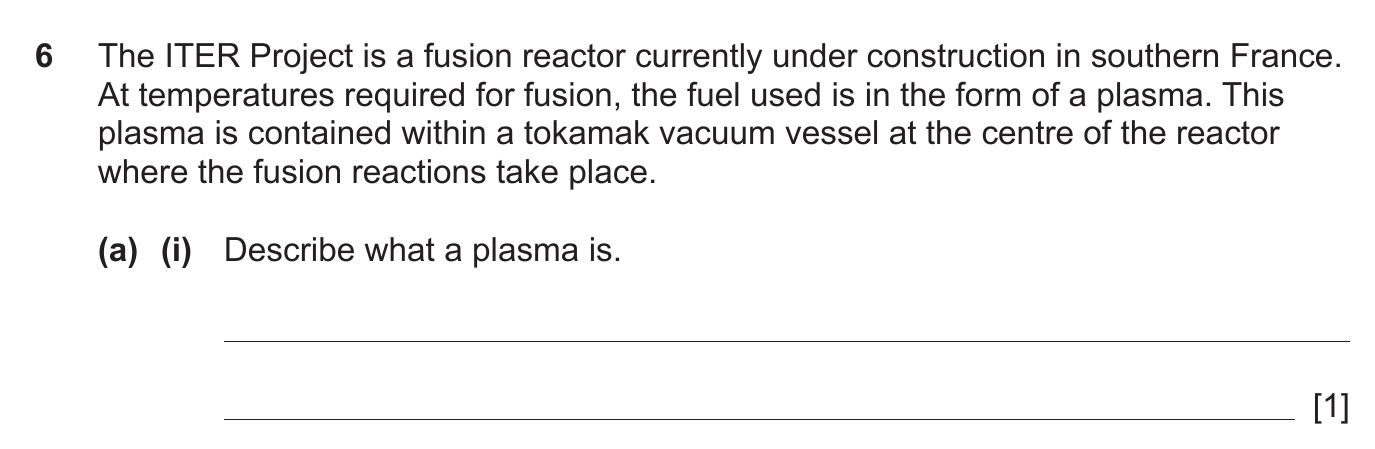 6 The ITER Project is a fusion reactor currently under construction in southern France.
At temperatures required for fusion, the fuel used is in the form of a plasma. This
plasma is contained within a tokamak vacuum vessel at the centre of the reactor
where the fusion reactions take place.
(a) (i) Describe what a plasma is.
[1]